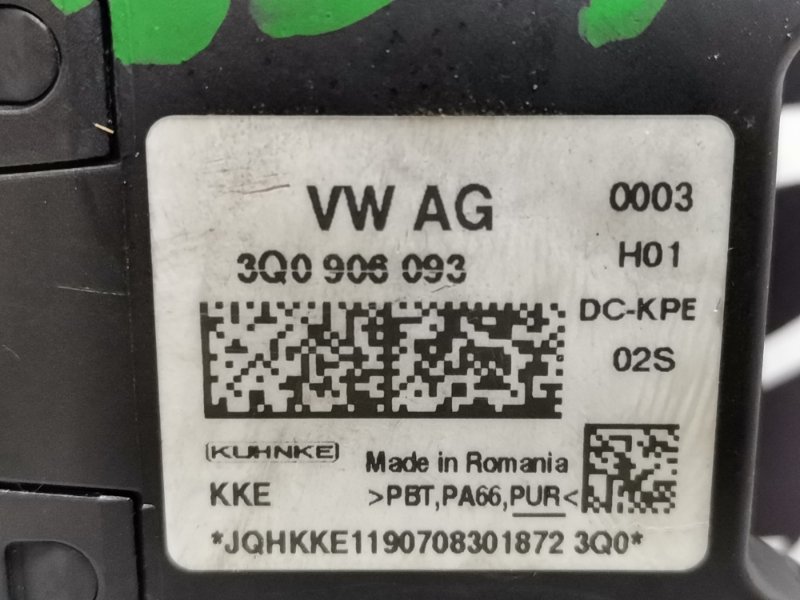 VW AG
3Q0 906 093
0003
H01
DC-KPE
02S
KUHNKE
Made in Romania
KKE
>PBT,PA66,PUR<
*JQHKKE1190708301872 3Q0*